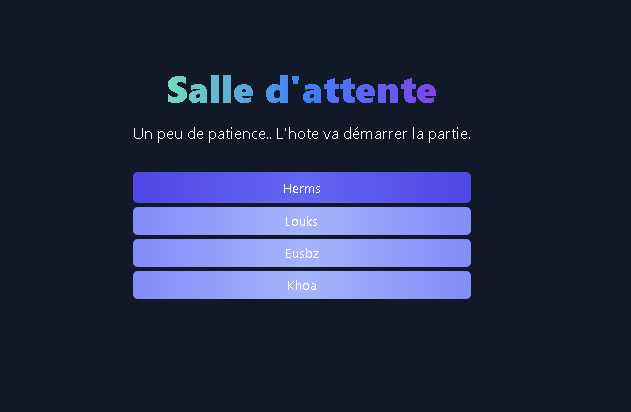 Salle d'attente
Un peu de patience.. L'hote va démarrer la partie.
Herms
Louks
Eusbz
Khoa